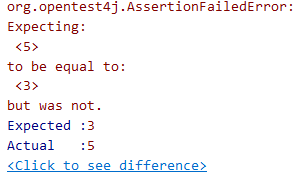 org.opentest4j.AssertionFailedError:
Expecting:
 <5>
to be equal to:
 <3>
but was not.
Expected :3
Actual   :5
<Click to see difference>